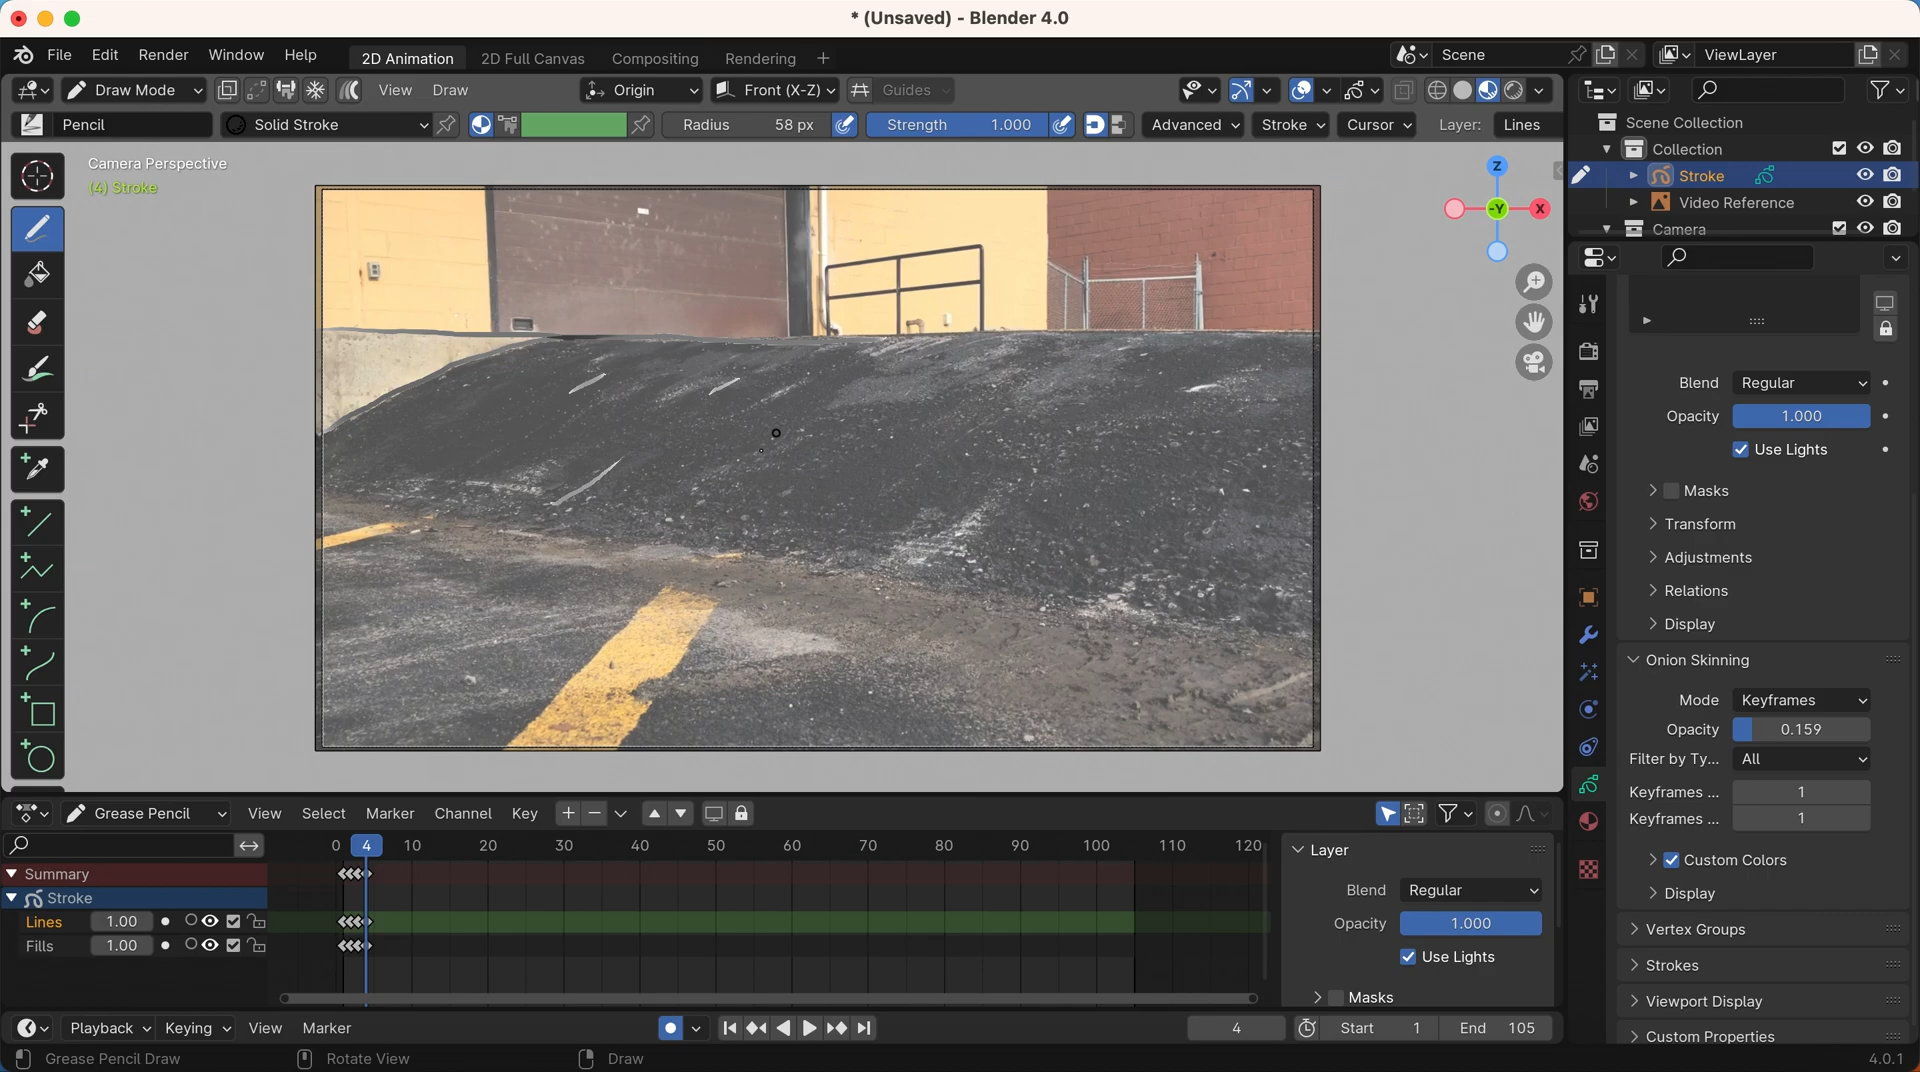 * (Unsaved) - Blender 4.0
File Edit Render Window Help 2D Animation 2D Full Canvas Compositing Rendering + Scene ViewLayer
Draw Mode View Draw Origin Front (X-Z) Guides
Pencil Solid Stroke Radius 58 px Strength 1.000 Advanced Stroke Cursor Layer: Lines
Camera Perspective
(4) Stroke
Z
-Y X
Scene Collection
Collection
Stroke
Video Reference
Camera
Blend Regular
Opacity 1.000
Use Lights
Masks
Transform
Adjustments
Relations
Display
Onion Skinning
Mode Keyframes
Opacity 0.159
Filter by Ty... All
Keyframes ... 1
Keyframes ... 1
Custom Colors
Display
Vertex Groups
Strokes
Viewport Display
Custom Properties
Grease Pencil View Select Marker Channel Key
0 4 10 20 30 40 50 60 70 80 90 100 110 120
Summary
Stroke
Lines 1.00
Fills 1.00
Layer
Blend Regular
Opacity 1.000
Use Lights
Masks
Playback Keying View Marker 4 Start 1 End 105
Grease Pencil Draw Rotate View Draw 4.0.1